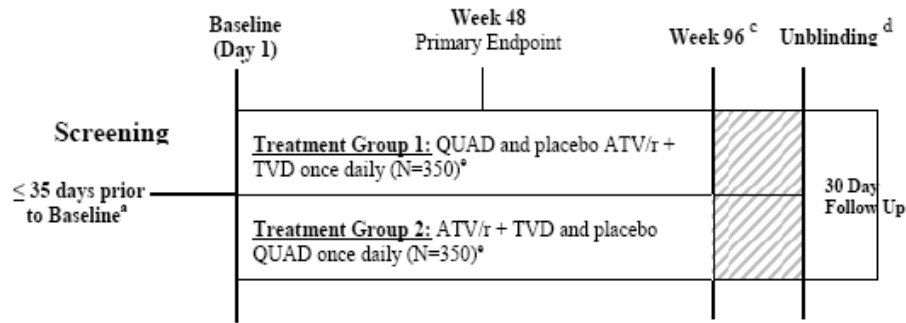 Baseline
(Day 1)
Week 48
Primary Endpoint
Week 96 c
Unblinding d
Screening
≤ 35 days prior
to Baselineª
Treatment Group 1: QUAD and placebo ATV/r +
TVD once daily (N=350)e
Treatment Group 2: ATV/r + TVD and placebo
QUAD once daily (N=350)e
30 Day
Follow Up